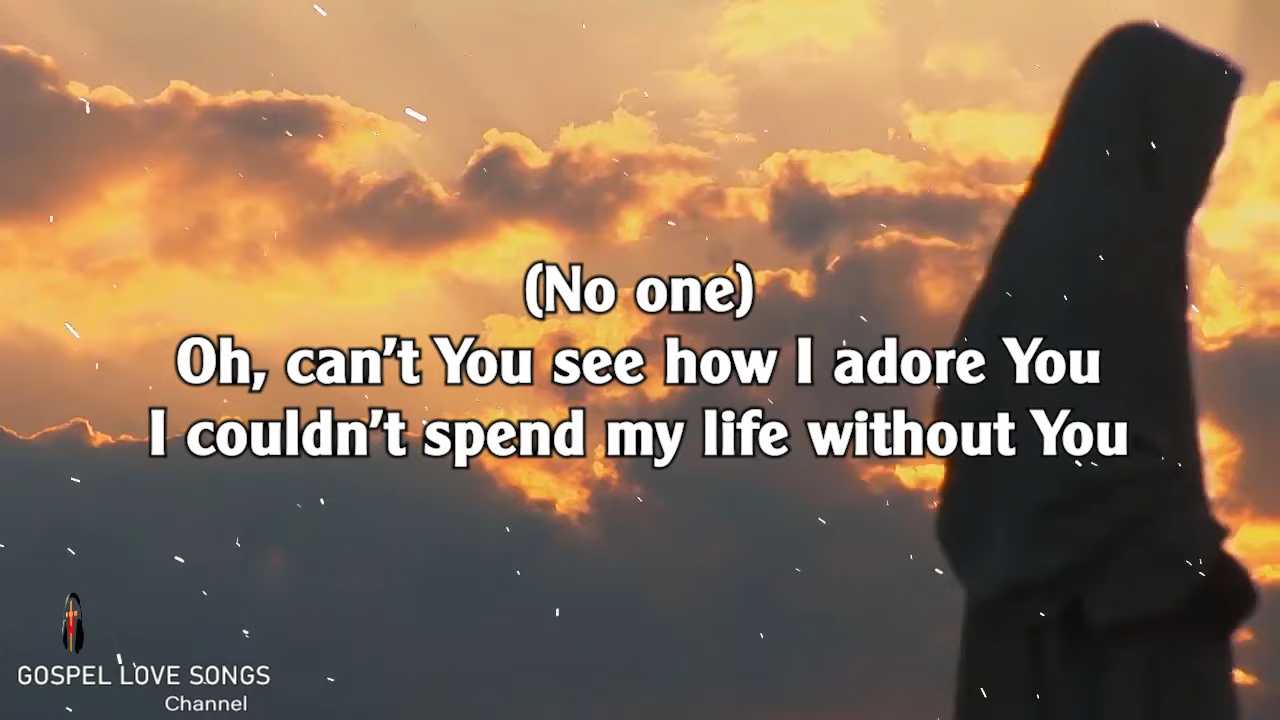 (No one)
Oh, can't You see how I adore You
I couldn't spend my life without You
GOSPEL LOVE SONGS
Channel